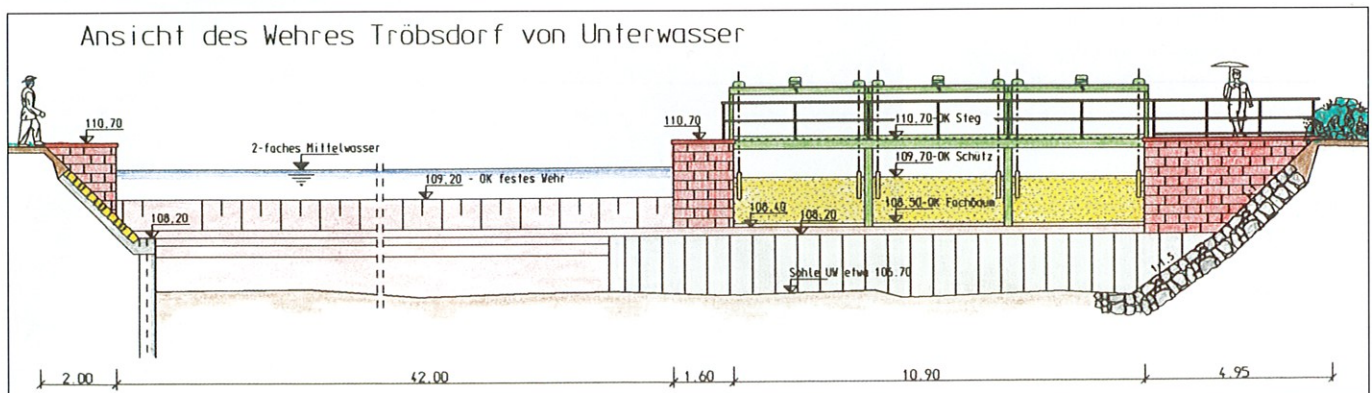 Ansicht des Wehres Tröbsdorf von Unterwasser
110.70
2-faches Mittelwasser
109.20 - OK festes Wehr
108.20
110.70
110.70-OK Steg
109.70-OK Schütz
108.50-OK Fachbaum
108.40
108.20
Sohle UW etwa 106.70
1:1
1:1.5
2.00
42.00
1.60
10.90
4.95